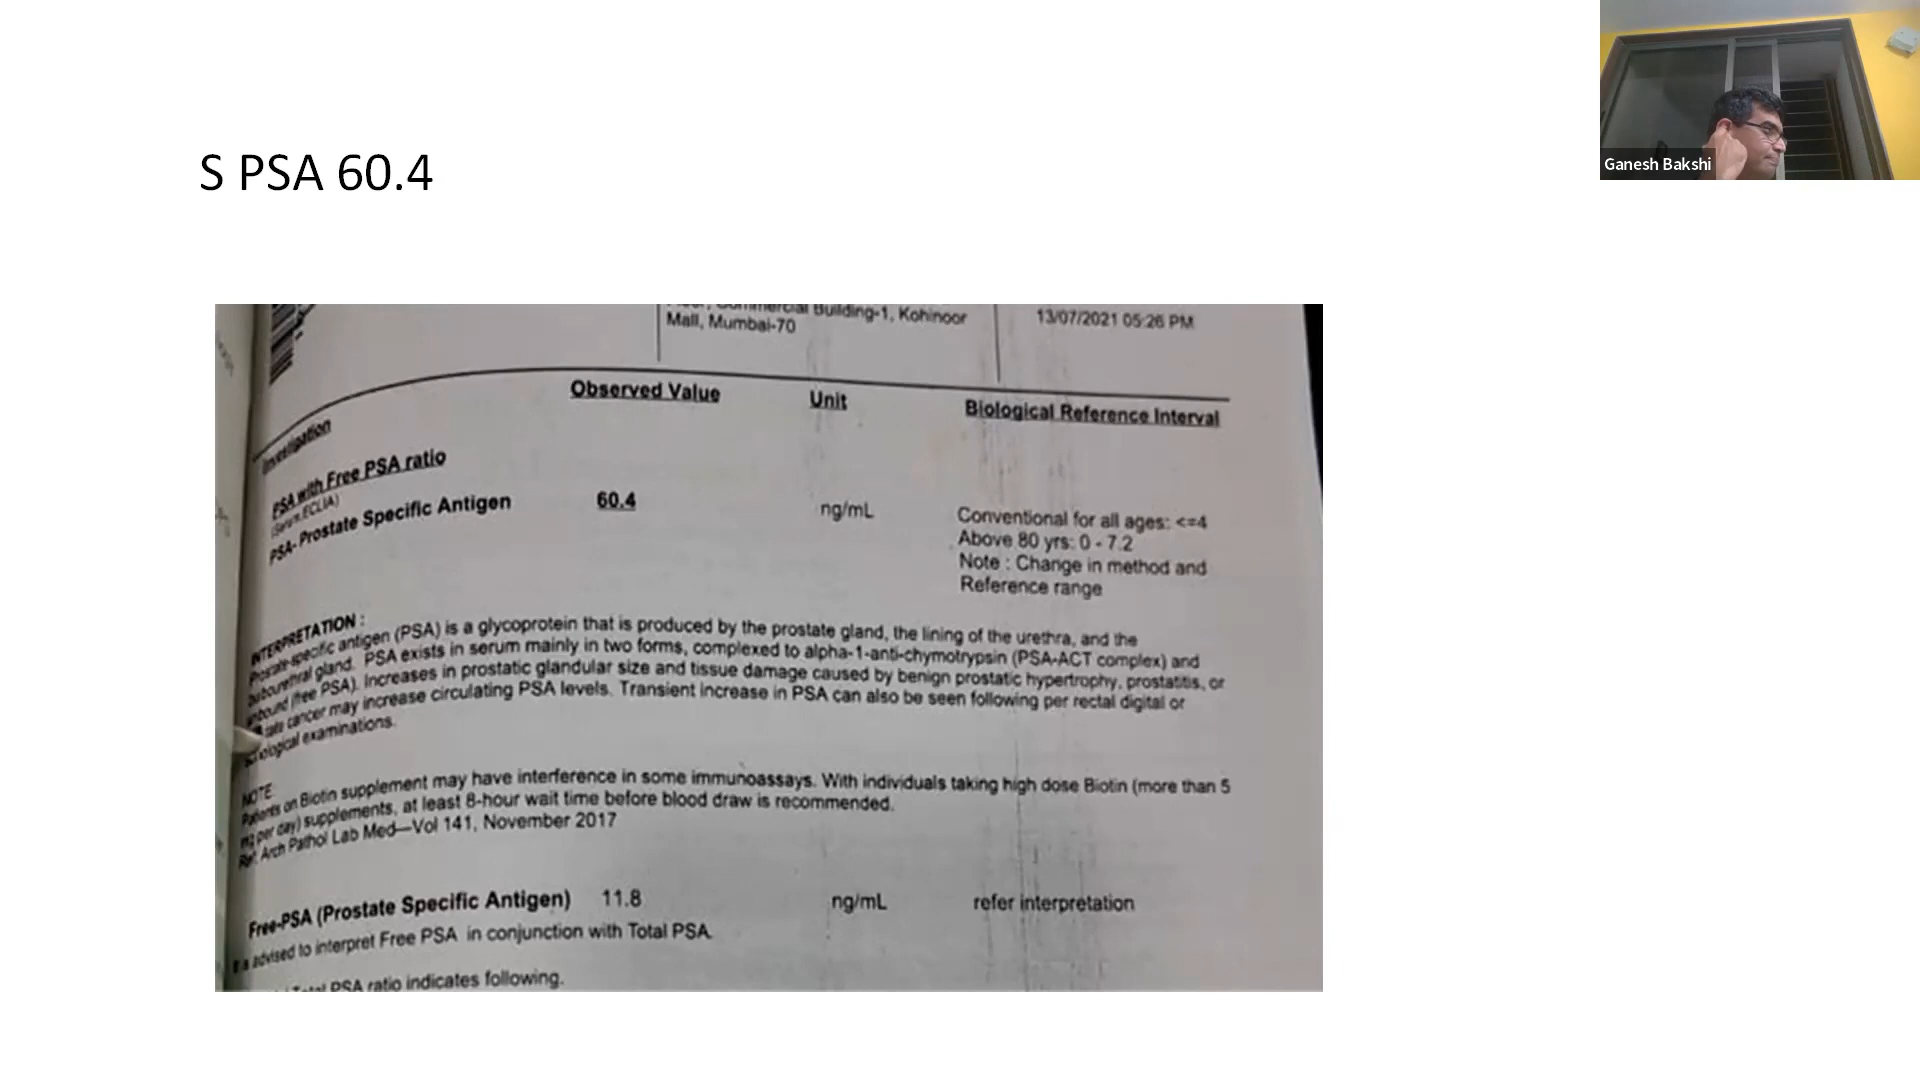 S PSA 60.4
Ganesh Bakshi
Commercial Building-1, Kohinoor
Mall, Mumbai-70
13/07/2021 05:26 PM
Investigation
Observed Value
Unit
Biological Reference Interval
PSA with Free PSA ratio
(Serum,ECLIA)
PSA- Prostate Specific Antigen
60.4
ng/mL
Conventional for all ages: <=4
Above 80 yrs: 0 - 7.2
Note : Change in method and
Reference range
INTERPRETATION :
Prostate-specific antigen (PSA) is a glycoprotein that is produced by the prostate gland, the lining of the urethra, and the
bulbourethral gland. PSA exists in serum mainly in two forms, complexed to alpha-1-anti-chymotrypsin (PSA-ACT complex) and
unbound (free PSA). Increases in prostatic glandular size and tissue damage caused by benign prostatic hypertrophy, prostatitis, or
cancer may increase circulating PSA levels. Transient increase in PSA can also be seen following per rectal digital or
examinations.
NOTE
Patients on Biotin supplement may have interference in some immunoassays. With individuals taking high dose Biotin (more than 5
mg per day) supplements, at least 8-hour wait time before blood draw is recommended.
Ref: Arch Pathol Lab Med—Vol 141, November 2017
Free-PSA (Prostate Specific Antigen)
11.8
ng/mL
refer interpretation
advised to interpret Free PSA in conjunction with Total PSA.
PSA ratio indicates following.